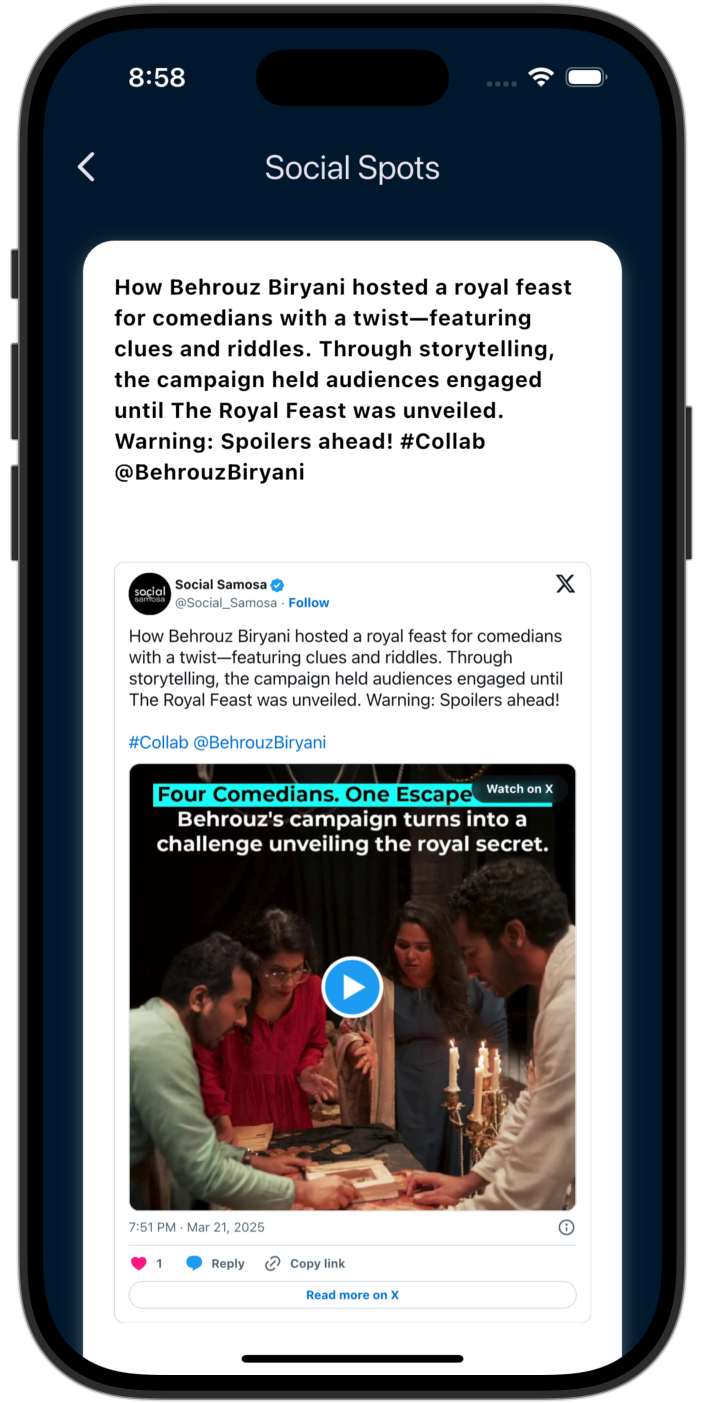 8:58
Social Spots
How Behrouz Biryani hosted a royal feast
for comedians with a twist—featuring
clues and riddles. Through storytelling,
the campaign held audiences engaged
until The Royal Feast was unveiled.
Warning: Spoilers ahead! #Collab
@BehrouzBiryani
social
samosa
Social Samosa
@Social_Samosa · Follow
How Behrouz Biryani hosted a royal feast for comedians
with a twist—featuring clues and riddles. Through
storytelling, the campaign held audiences engaged until
The Royal Feast was unveiled. Warning: Spoilers ahead!
#Collab @BehrouzBiryani
Four Comedians. One Escape
Watch on X
Behrouz's campaign turns into a
challenge unveiling the royal secret.
7:51 PM · Mar 21, 2025
1 Reply Copy link
Read more on X